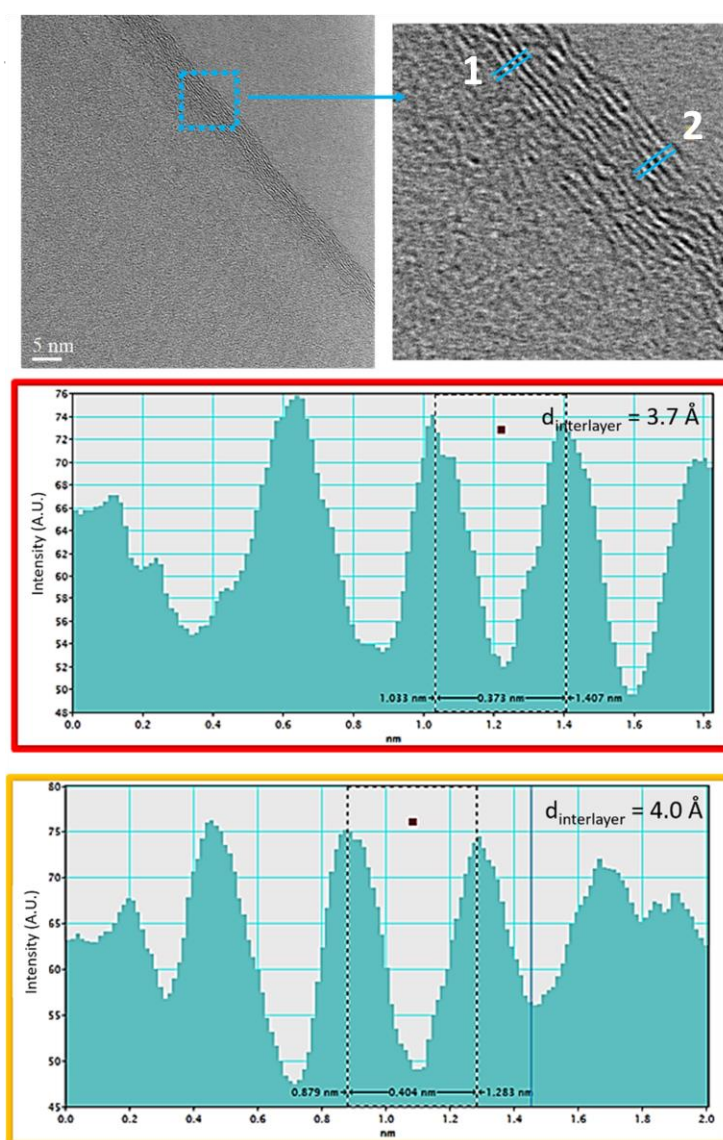 1
2
5 nm
d interlayer = 3.7 Å
Intensity (A.U.)
76
74
72
70
68
66
64
62
60
58
56
54
52
50
48
1.033 nm 0.373 nm 1.407 nm
0.0 0.2 0.4 0.6 0.8 1.0 1.2 1.4 1.6 1.8
nm
d interlayer = 4.0 Å
Intensity (A.U.)
80
75
70
65
60
55
50
45
0.879 nm 0.404 nm 1.283 nm
0.0 0.2 0.4 0.6 0.8 1.0 1.2 1.4 1.6 1.8 2.0
nm